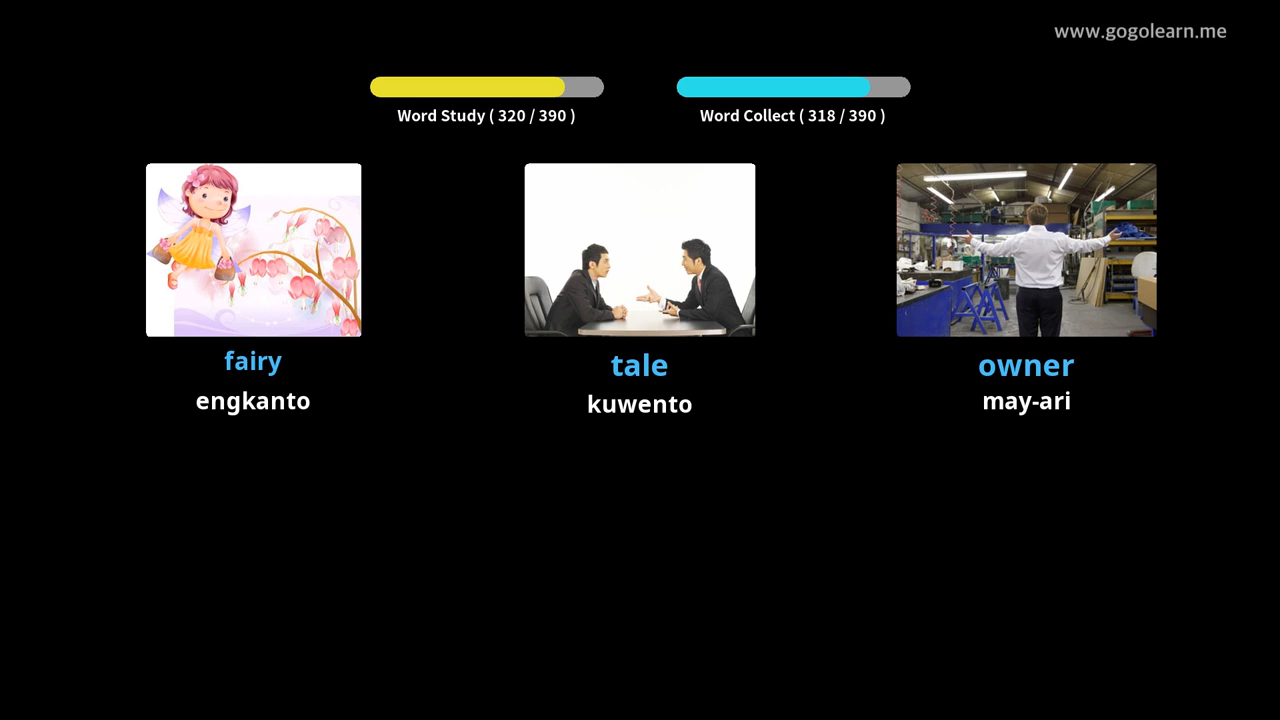 www.gogolearn.me
Word Study ( 320 / 390 )
Word Collect ( 318 / 390 )
fairy
engkanto
tale
kuwento
owner
may-ari